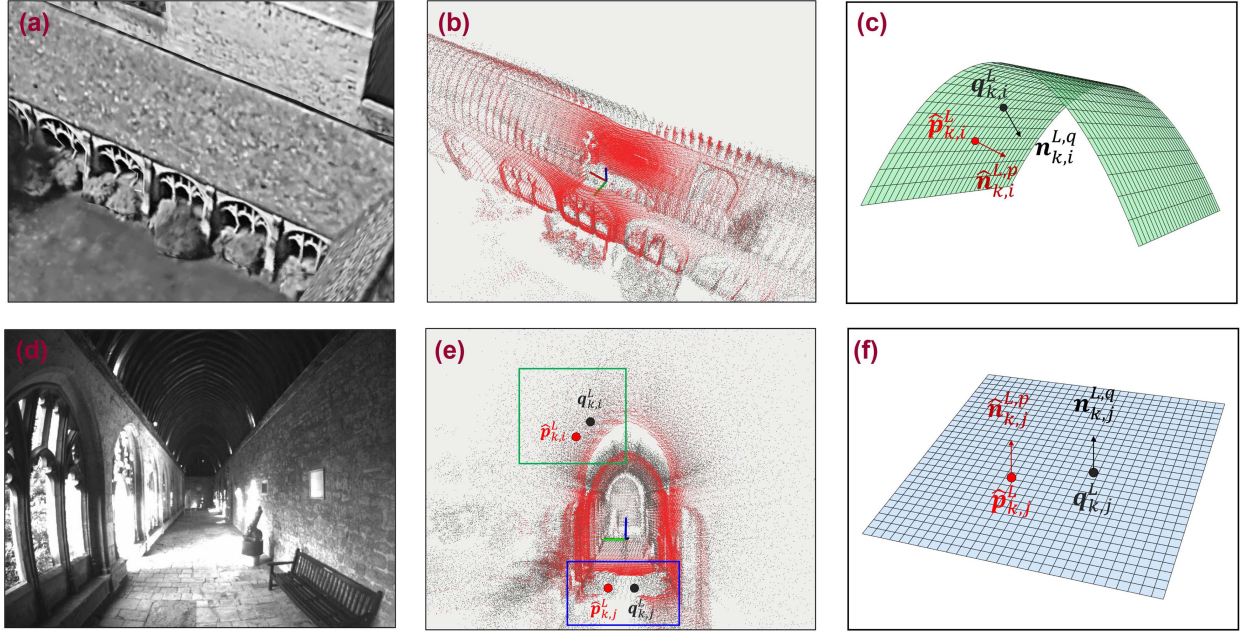 (a)
(b)
(c)
q^L_{k,i}
p̂^L_{k,i}
n^{L,q}_{k,i}
n̂^{L,p}_{k,i}
(d)
(e)
q^L_{k,i}
p̂^L_{k,i}
p̂^L_{k,j}
q^L_{k,j}
(f)
n̂^{L,p}_{k,j}
n^{L,q}_{k,j}
p̂^L_{k,j}
q^L_{k,j}